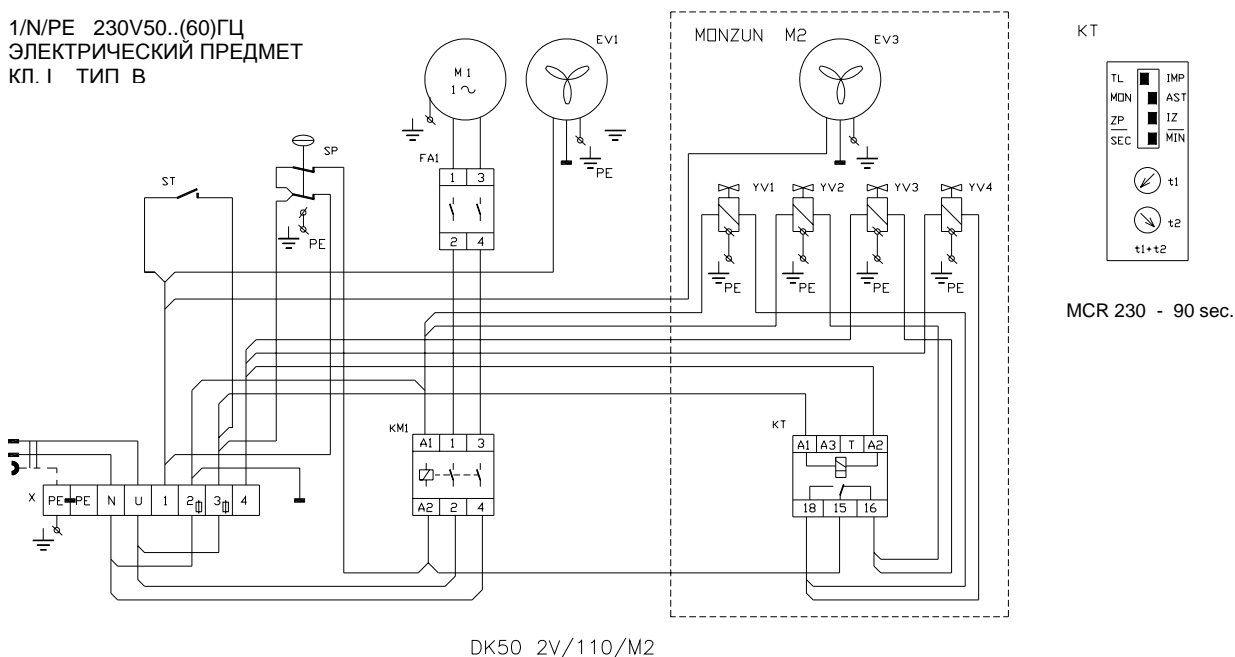 1/N/PE 230V50..(60)ГЦ
ЭЛЕКТРИЧЕСКИЙ ПРЕДМЕТ
КЛ. I ТИП В
M1
1~
EV1
MONZUN M2
EV3
KT
TL IMP
MON AST
ZP IZ
SEC MIN
t1
t2
t1+t2
MCR 230 - 90 sec.
ST
SP
PE
FA1
1 3
2 4
PE
YV1 YV2 YV3 YV4
PE PE PE PE
KM1
A1 1 3
A2 2 4
KT
A1 A3 T A2
18 15 16
X PE PE N U 1 2 3 4
DK50 2V/110/M2